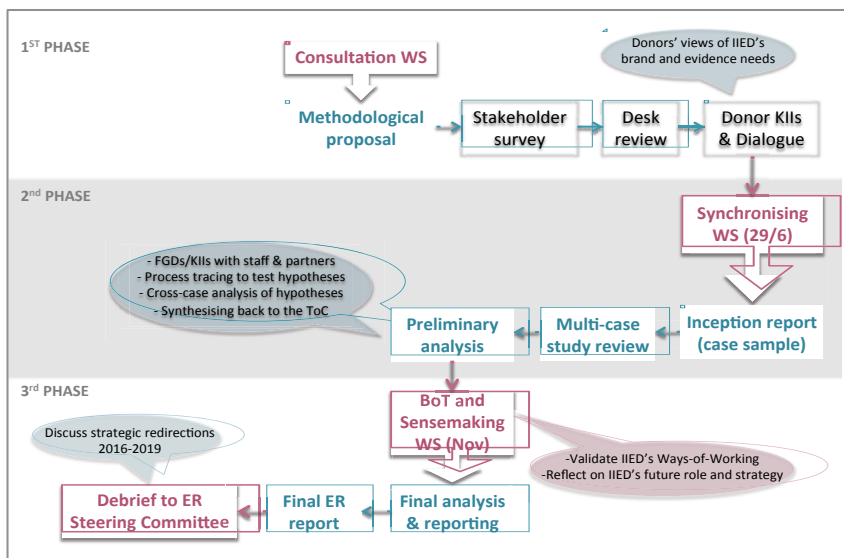 1ST PHASE
Consultation WS
Donors' views of IIED's
brand and evidence needs
Methodological
proposal
Stakeholder
survey
Desk
review
Donor KIIs
& Dialogue
2nd PHASE
Synchronising
WS (29/6)
- FGDs/KIIs with staff & partners
- Process tracing to test hypotheses
- Cross-case analysis of hypotheses
- Synthesising back to the ToC
Inception report
(case sample)
Multi-case
study review
Preliminary
analysis
3rd PHASE
BoT and
Sensemaking
WS (Nov)
Discuss strategic redirections
2016-2019
-Validate IIED's Ways-of-Working
-Reflect on IIED's future role and strategy
Final analysis
& reporting
Final ER
report
Debrief to ER
Steering Committee